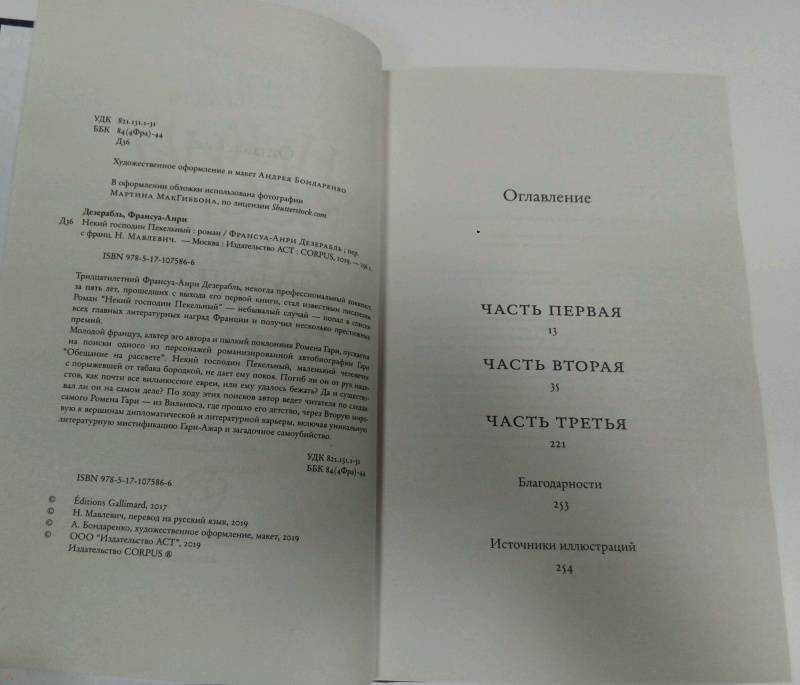 УДК 821.131.1-31
ББК 84(4Фра)-44
Д36
Художественное оформление и макет Андрея Бондаренко
В оформлении обложки использована фотография
Мартина МакГиббона, по лицензии Shutterstock.com
Дезерабль, Франсуа-Анри
Д36 Некий господин Пекельный : роман / Франсуа-Анри Дезерабль ; пер.
с франц. Н. Мавлевич. — Москва : Издательство АСТ : CORPUS, 2019. — 256 с.
ISBN 978-5-17-107586-6
Тридцатилетний Франсуа-Анри Дезерабль, некогда профессиональный хоккеист,
за пять лет, прошедших с выхода его первой книги, стал известным писателем.
Роман "Некий господин Пекельный" — небывалый случай — попал в списки
всех главных литературных наград Франции и получил несколько престижных
премий.
Молодой француз, альтер эго автора и пылкий поклонник Ромена Гари, пускается
на поиски одного из персонажей романизированной автобиографии Гари
"Обещание на рассвете". Некий господин Пекельный, маленький человечек
с порыжевшей от табака бородкой, не дает ему покоя. Погиб ли он от рук наци-
стов, как почти все вильнюсские евреи, или ему удалось бежать? Да и существо-
вал ли он на самом деле? По ходу этих поисков автор ведет читателя по следам
самого Ромена Гари — из Вильнюса, где прошло его детство, через Вторую миро-
вую к вершинам дипломатической и литературной карьеры, включая уникальную
литературную мистификацию Гари-Ажар и загадочное самоубийство.
УДК 821.131.1-31
ББК 84(4Фра)-44
ISBN 978-5-17-107586-6
© Éditions Gallimard, 2017
© Н. Мавлевич, перевод на русский язык, 2019
© А. Бондаренко, художественное оформление, макет, 2019
© ООО "Издательство АСТ", 2019
Издательство CORPUS ®
Оглавление
ЧАСТЬ ПЕРВАЯ
13
ЧАСТЬ ВТОРАЯ
35
ЧАСТЬ ТРЕТЬЯ
221
Благодарности
253
Источники иллюстраций
254